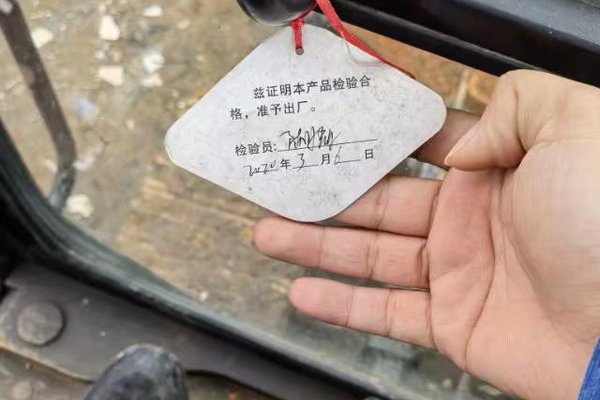 兹证明本产品检验合
格，准予出厂。
检验员：
2020年3月6日